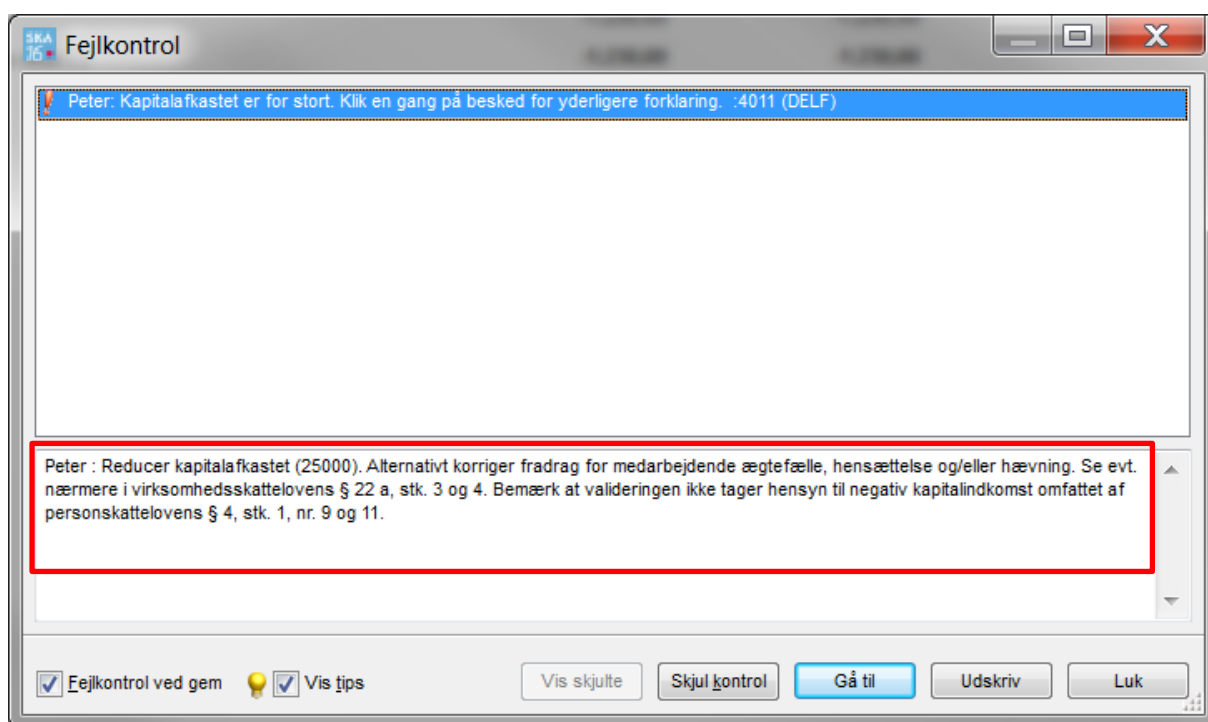 SKA
16
Fejlkontrol
Peter: Kapitalafkastet er for stort. Klik en gang på besked for yderligere forklaring.  :4011 (DELF)
Peter : Reducer kapitalafkastet (25000). Alternativt korriger fradrag for medarbejdende ægtefælle, hensættelse og/eller hævning. Se evt.
nærmere i virksomhedsskattelovens § 22 a, stk. 3 og 4. Bemærk at valideringen ikke tager hensyn til negativ kapitalindkomst omfattet af
personskattelovens § 4, stk. 1, nr. 9 og 11.
Fejlkontrol ved gem Vis tips Vis skjulte Skjul kontrol Gå til Udskriv Luk